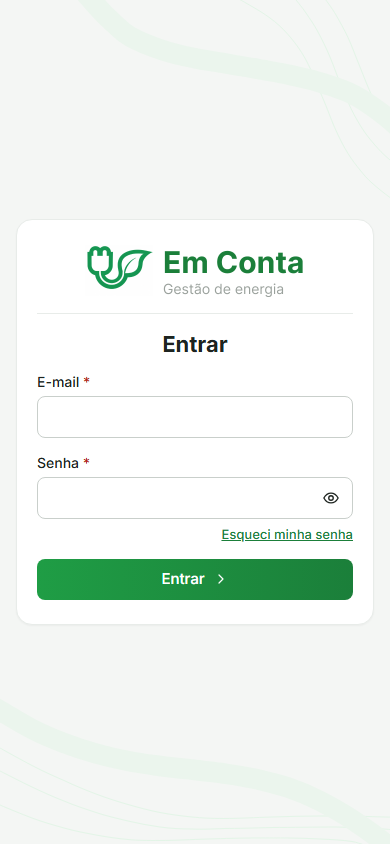 Em Conta
Gestão de energia
Entrar
E-mail *
Senha *
Esqueci minha senha
Entrar